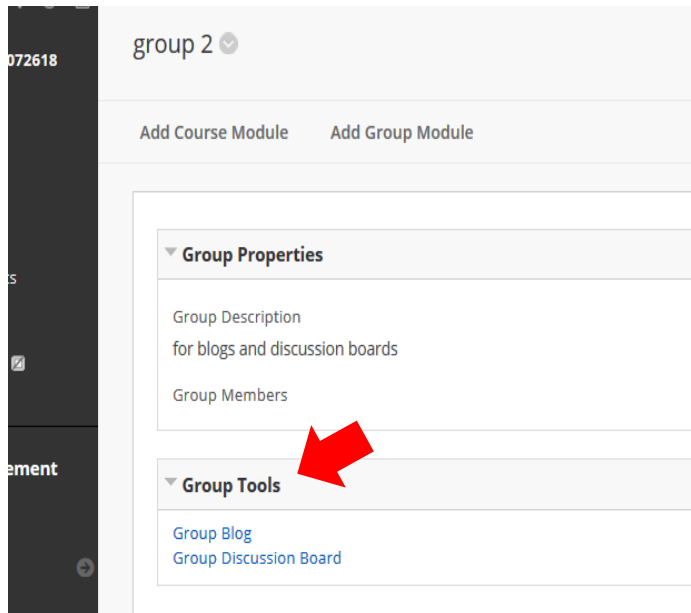 072618
group 2
Add Course Module Add Group Module
Group Properties
Group Description
for blogs and discussion boards
Group Members
Group Tools
Group Blog
Group Discussion Board